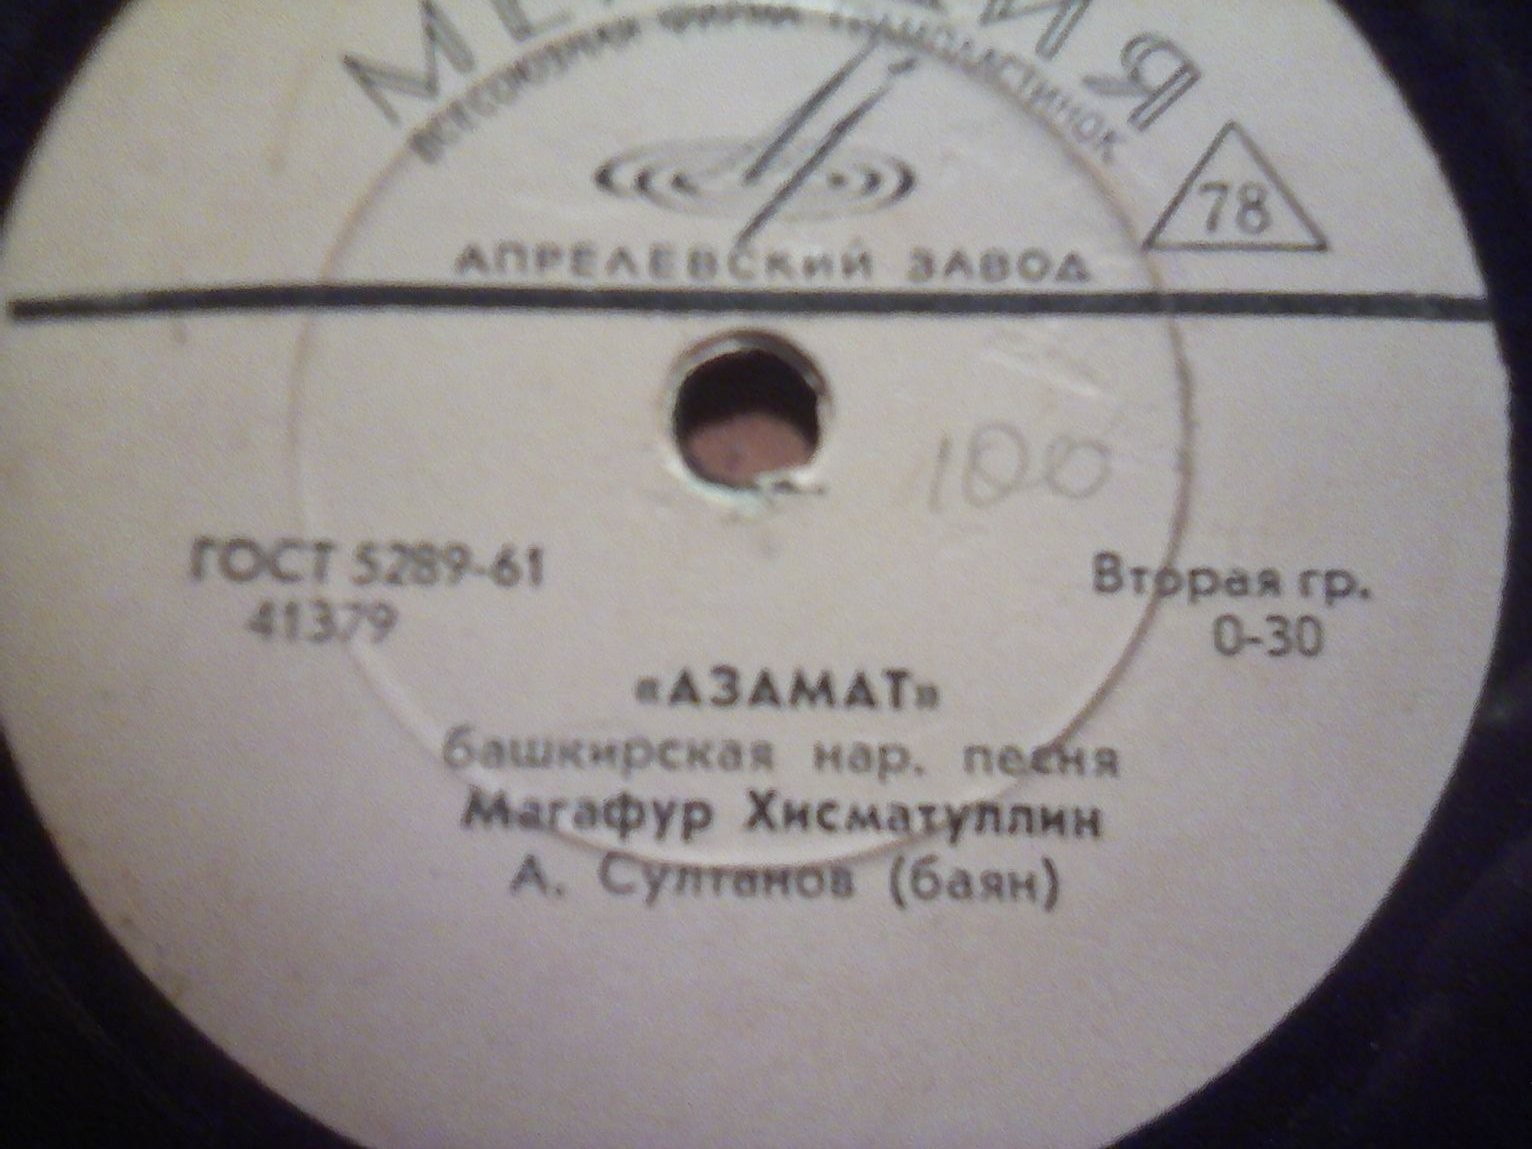 МЕЛОДИЯ
ВСЕСОЮЗНАЯ ФИРМА ГРАМПЛАСТИНОК
78
АПРЕЛЕВСКИЙ ЗАВОД
100
ГОСТ 5289-61
41379
Вторая гр.
0-30
«АЗАМАТ»
башкирская нар. песня
Магафур Хисматуллин
А. Султанов (баян)